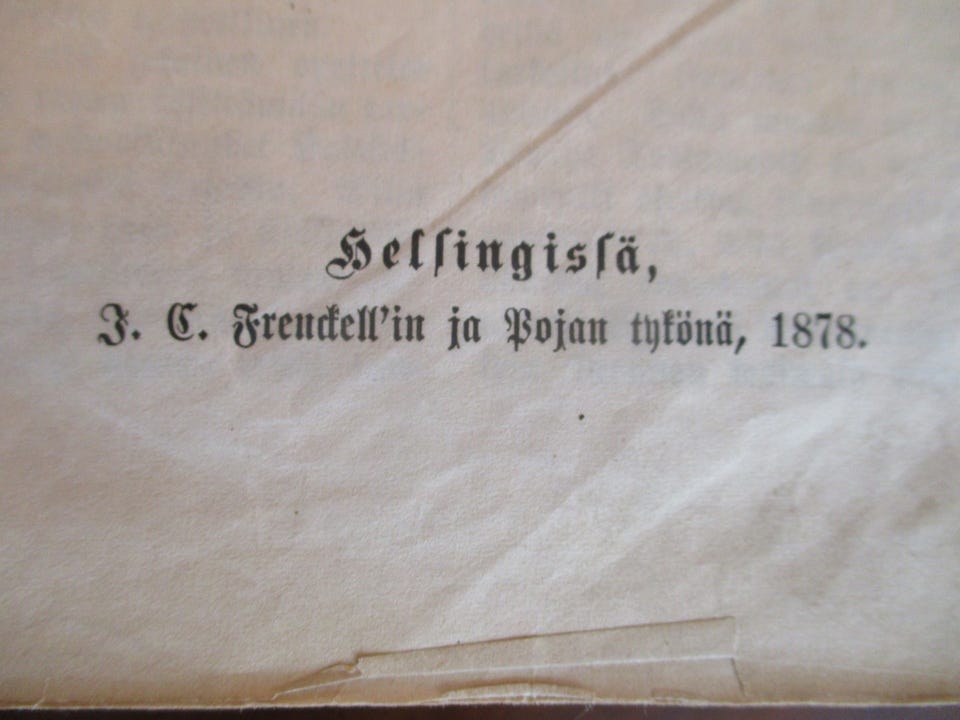 Helsingissä,
J. C. Frenckell'in ja Pojan tykönä, 1878.